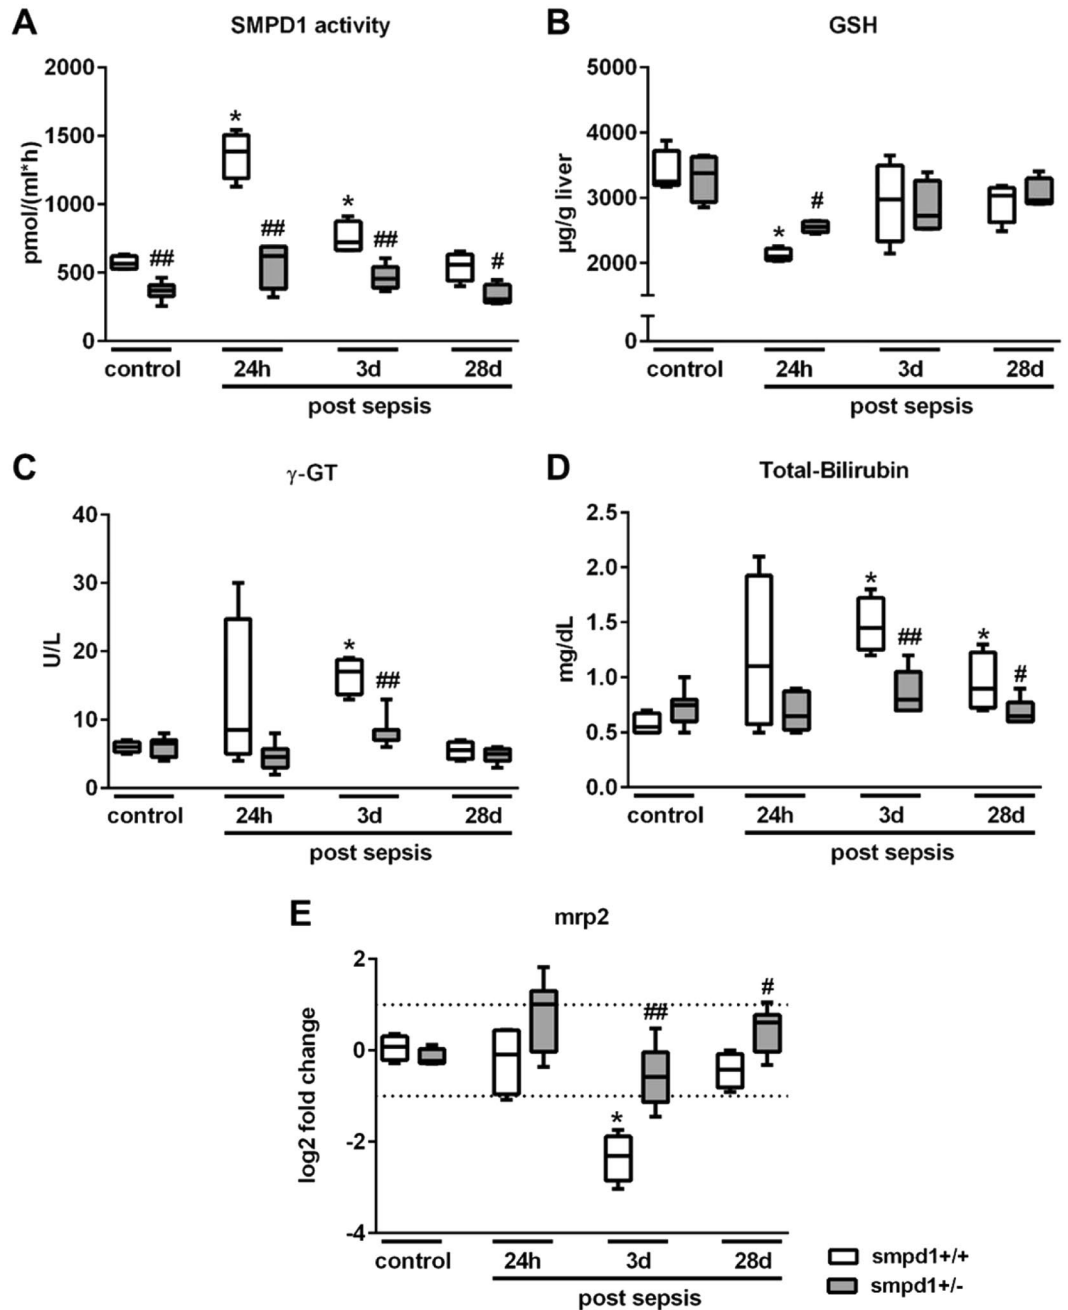 A
SMPD1 activity
pmol/(ml*h)
2000
1500
1000
500
0
*
##
*
##
##
#
control
24h
3d
28d
post sepsis
B
GSH
µg/g liver
5000
4000
3000
2000
0
*
#
control
24h
3d
28d
post sepsis
C
γ-GT
U/L
40
30
20
10
0
*
##
control
24h
3d
28d
post sepsis
D
Total-Bilirubin
mg/dL
2.5
2.0
1.5
1.0
0.5
0.0
*
##
*
#
control
24h
3d
28d
post sepsis
E
mrp2
log2 fold change
2
0
-2
-4
*
##
#
control
24h
3d
28d
post sepsis
smpd1+/+
smpd1+/-